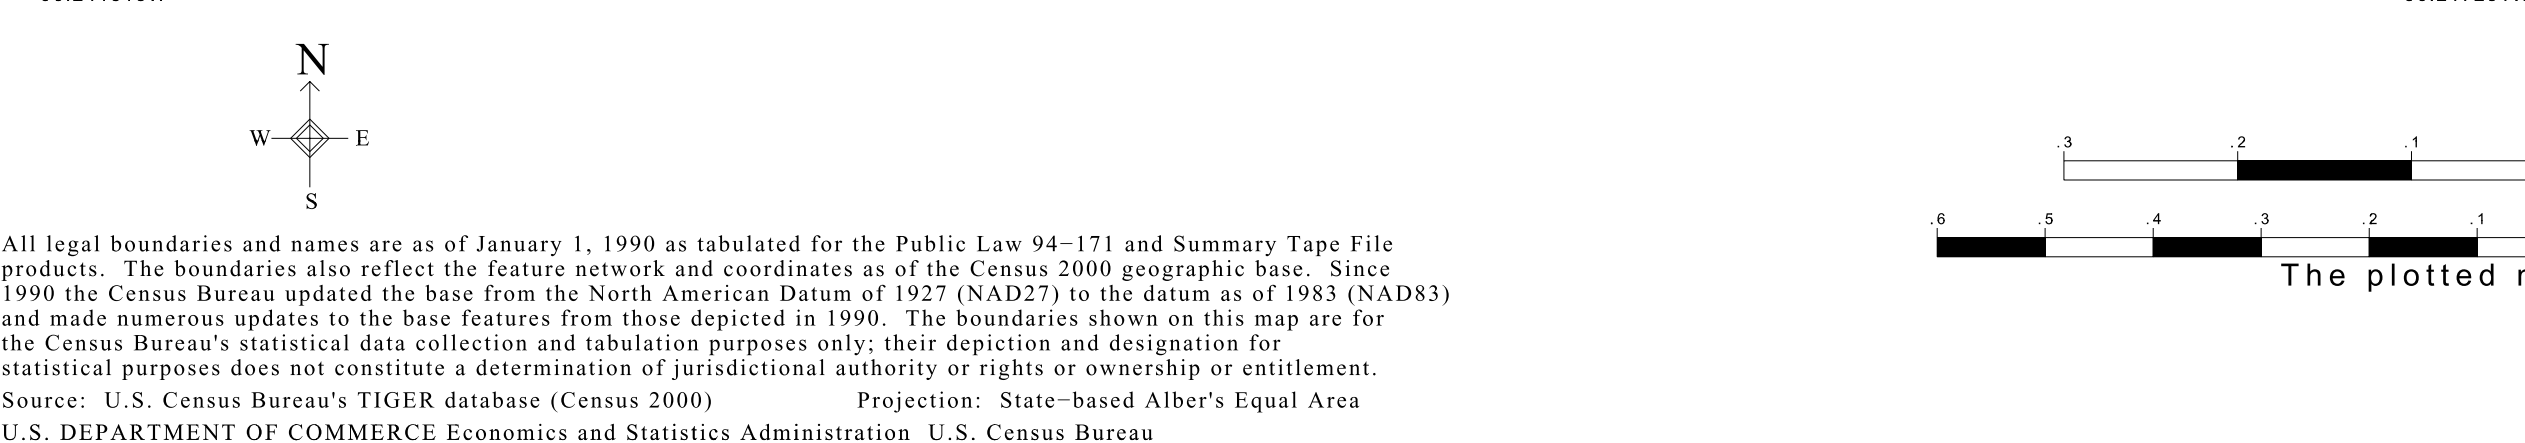 N
W E
S
.3 .2 .1
.6 .5 .4 .3 .2 .1
The plotted
All legal boundaries and names are as of January 1, 1990 as tabulated for the Public Law 94−171 and Summary Tape File
products.  The boundaries also reflect the feature network and coordinates as of the Census 2000 geographic base.  Since
1990 the Census Bureau updated the base from the North American Datum of 1927 (NAD27) to the datum as of 1983 (NAD83)
and made numerous updates to the base features from those depicted in 1990.  The boundaries shown on this map are for
the Census Bureau's statistical data collection and tabulation purposes only; their depiction and designation for
statistical purposes does not constitute a determination of jurisdictional authority or rights or ownership or entitlement.
Source:  U.S. Census Bureau's TIGER database (Census 2000) Projection:  State−based Alber's Equal Area
U.S. DEPARTMENT OF COMMERCE Economics and Statistics Administration  U.S. Census Bureau